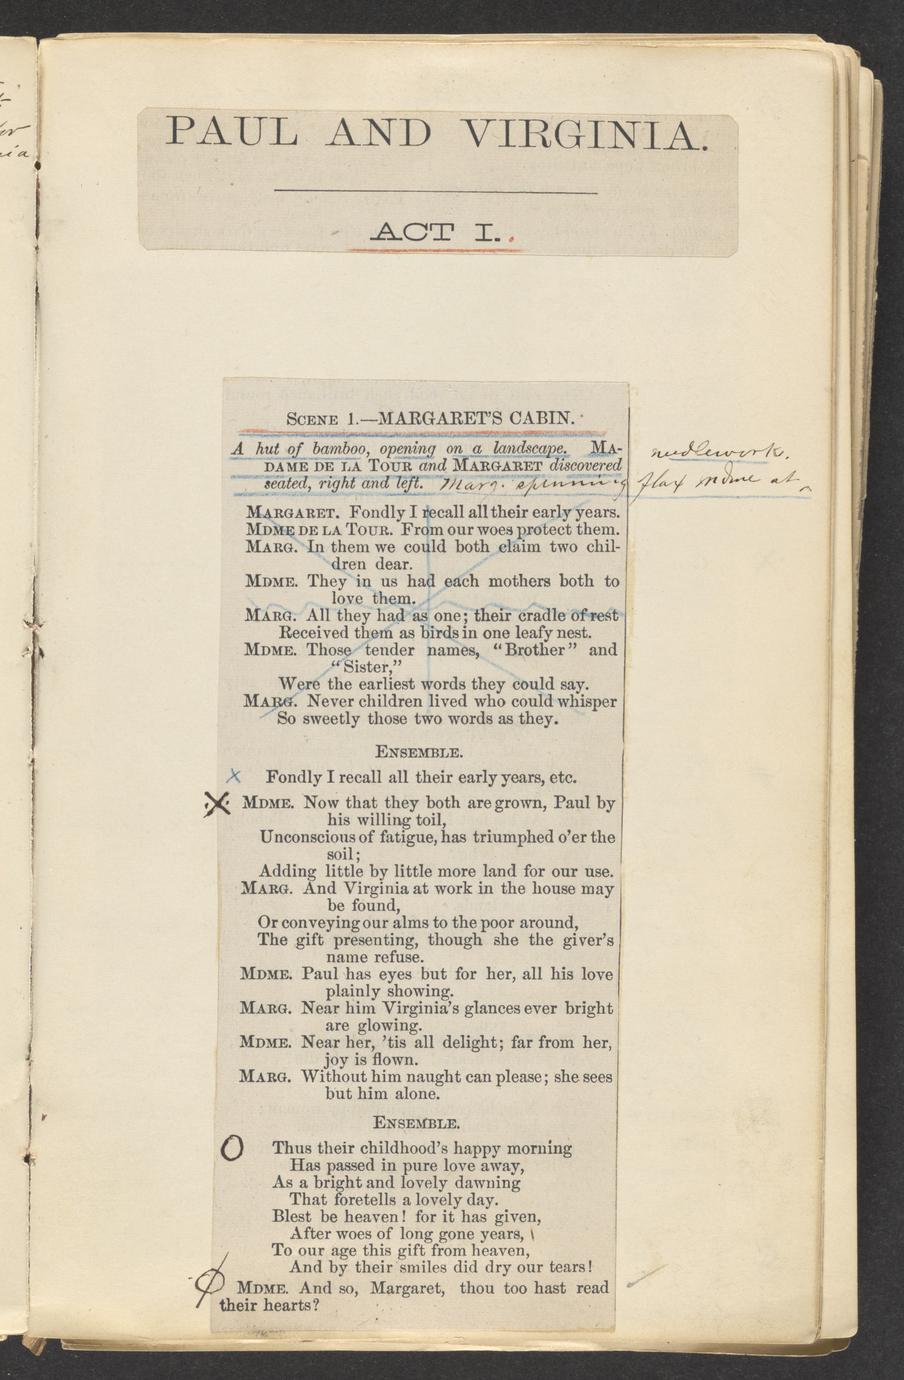 PAUL AND VIRGINIA.
ACT I.
SCENE 1.—MARGARET'S CABIN.
A hut of bamboo, opening on a landscape. MA-
DAME DE LA TOUR and MARGARET discovered
seated, right and left. Marg. spinning flax Mdme at
needlework.
MARGARET. Fondly I recall all their early years.
MDME DE LA TOUR. From our woes protect them.
MARG. In them we could both claim two chil-
dren dear.
MDME. They in us had each mothers both to
love them.
MARG. All they had as one; their cradle of rest
Received them as birds in one leafy nest.
MDME. Those tender names, "Brother" and
"Sister,"
Were the earliest words they could say.
MARG. Never children lived who could whisper
So sweetly those two words as they.
ENSEMBLE.
x Fondly I recall all their early years, etc.
X MDME. Now that they both are grown, Paul by
his willing toil,
Unconscious of fatigue, has triumphed o'er the
soil;
Adding little by little more land for our use.
MARG. And Virginia at work in the house may
be found,
Or conveying our alms to the poor around,
The gift presenting, though she the giver's
name refuse.
MDME. Paul has eyes but for her, all his love
plainly showing.
MARG. Near him Virginia's glances ever bright
are glowing.
MDME. Near her, 'tis all delight; far from her,
joy is flown.
MARG. Without him naught can please; she sees
but him alone.
ENSEMBLE.
O Thus their childhood's happy morning
Has passed in pure love away,
As a bright and lovely dawning
That foretells a lovely day.
Blest be heaven! for it has given,
After woes of long gone years,
To our age this gift from heaven,
And by their smiles did dry our tears!
MDME. And so, Margaret, thou too hast read
their hearts?